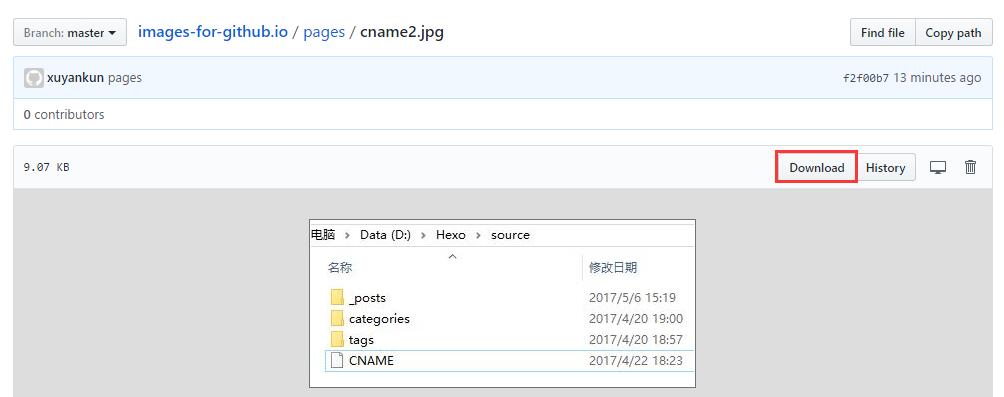 Branch: master images-for-github.io / pages / cname2.jpg Find file Copy path
xuyankun pages f2f00b7 13 minutes ago
0 contributors
9.07 KB Download History
电脑 › Data (D:) › Hexo › source
名称 修改日期
_posts 2017/5/6 15:19
categories 2017/4/20 19:00
tags 2017/4/20 18:57
CNAME 2017/4/22 18:23